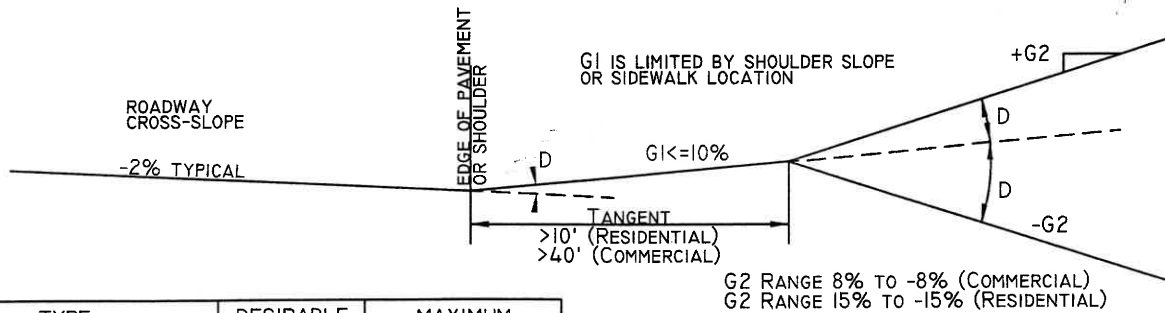 EDGE OF PAVEMENT
OR SHOULDER
G1 IS LIMITED BY SHOULDER SLOPE
OR SIDEWALK LOCATION
+G2
ROADWAY
CROSS-SLOPE
-2% TYPICAL
D
G1<=10%
D
D
TANGENT
>10' (RESIDENTIAL)
>40' (COMMERCIAL)
-G2
G2 RANGE 8% TO -8% (COMMERCIAL)
G2 RANGE 15% TO -15% (RESIDENTIAL)
TYPE DESIRABLE MAXIMUM